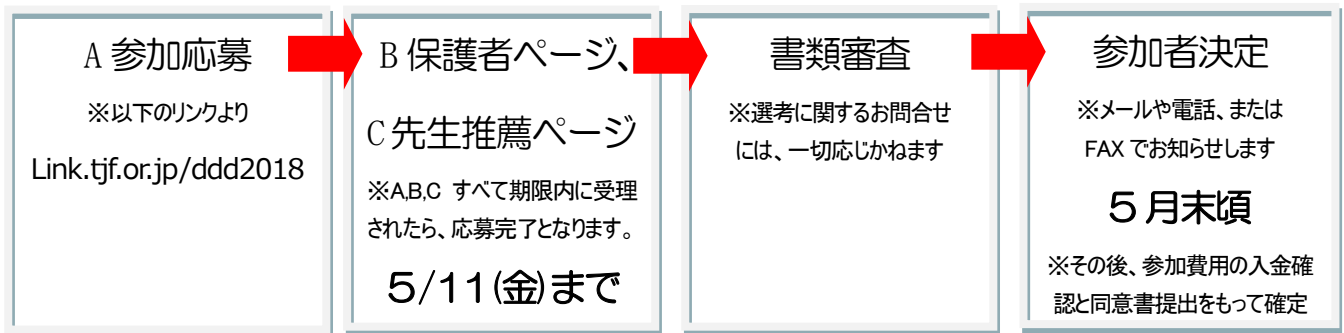 A 参加応募
※以下のリンクより
Link.tjf.or.jp/ddd2018
B 保護者ページ、
C 先生推薦ページ
※A,B,C すべて期限内に受理
されたら、応募完了となります。
5/11(金)まで
書類審査
※選考に関するお問合せ
には、一切応じかねます
参加者決定
※メールや電話、または
FAX でお知らせします
5月末頃
※その後、参加費用の入金確
認と同意書提出をもって確定